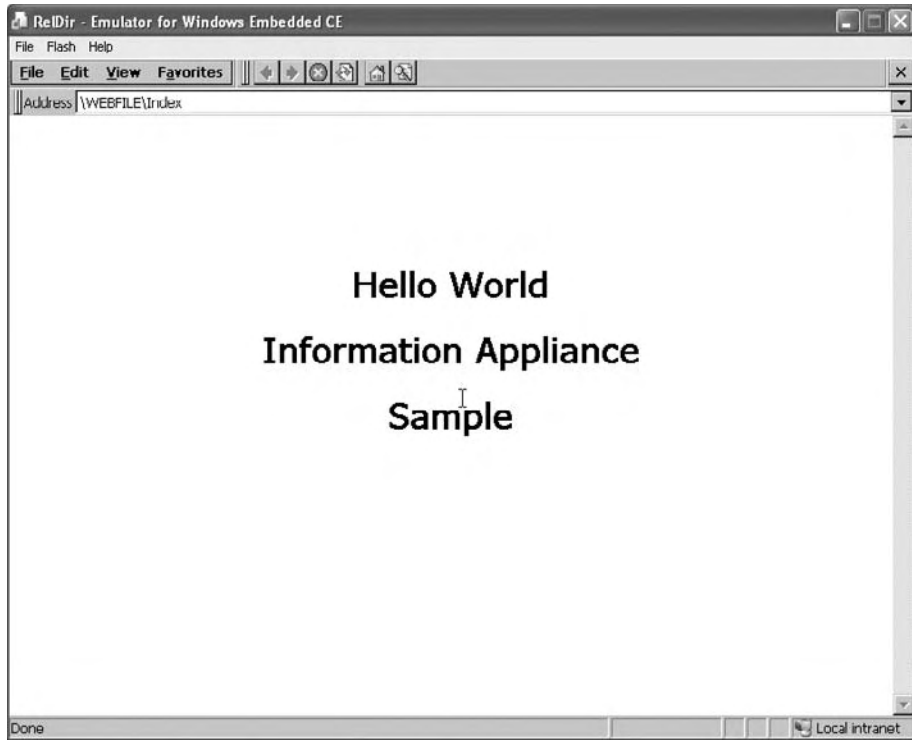 RelDir - Emulator for Windows Embedded CE
File Flash Help
File Edit View Favorites
Address \WEBFILE\Index
Hello World
Information Appliance
Sample
Done
Local intranet